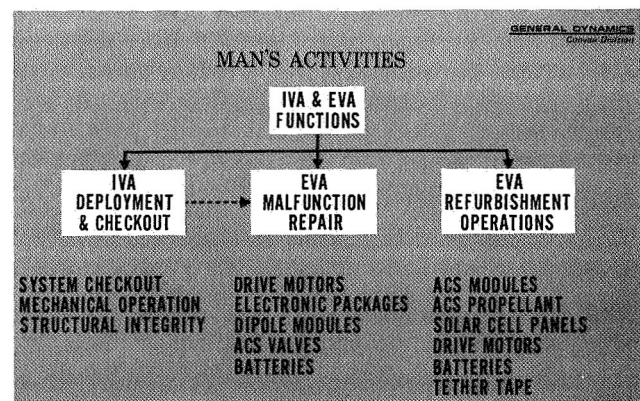 GENERAL DYNAMICS
Convair Division
MAN'S ACTIVITIES
IVA & EVA
FUNCTIONS
IVA
DEPLOYMENT
& CHECKOUT
EVA
MALFUNCTION
REPAIR
EVA
REFURBISHMENT
OPERATIONS
SYSTEM CHECKOUT
MECHANICAL OPERATION
STRUCTURAL INTEGRITY
DRIVE MOTORS
ELECTRONIC PACKAGES
DIPOLE MODULES
ACS VALVES
BATTERIES
ACS MODULES
ACS PROPELLANT
SOLAR CELL PANELS
DRIVE MOTORS
BATTERIES
TETHER TAPE